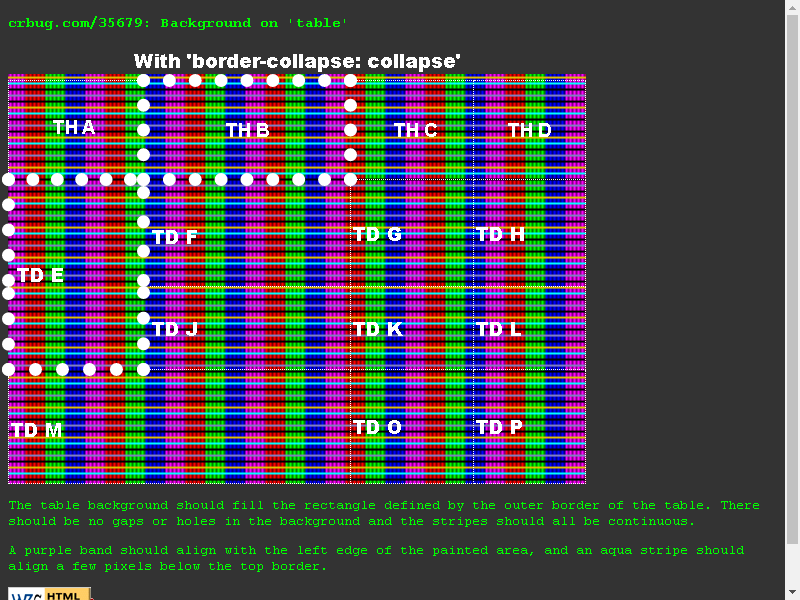 crbug.com/35679: Background on 'table'
With 'border-collapse: collapse'
TH A TH B TH C TH D
TD E TD F TD G TD H
TD J TD K TD L
TD M TD O TD P
The table background should fill the rectangle defined by the outer border of the table. There
should be no gaps or holes in the background and the stripes should all be continuous.
A purple band should align with the left edge of the painted area, and an aqua stripe should
align a few pixels below the top border.
W3C HTML